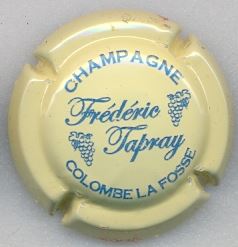 CHAMPAGNE
Frédéric
Tapray
COLOMBE LA FOSSE